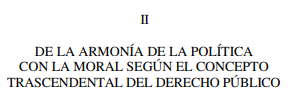 II
DE LA ARMONÍA DE LA POLÍTICA
CON LA MORAL SEGÚN EL CONCEPTO
TRASCENDENTAL DEL DERECHO PÚBLICO